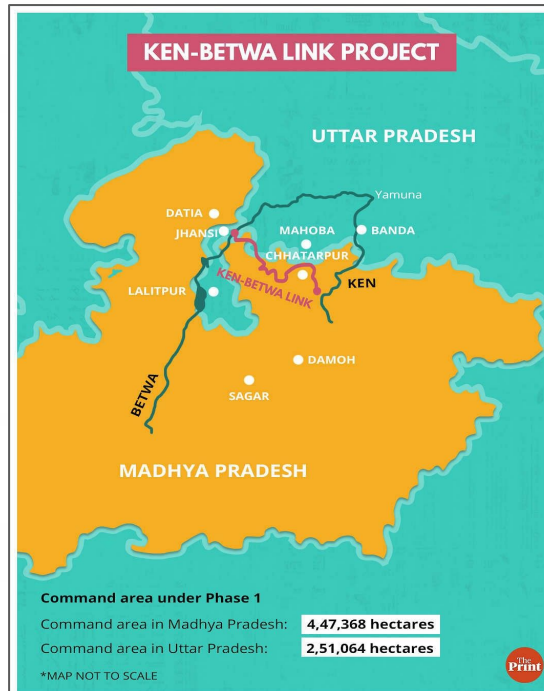 KEN-BETWA LINK PROJECT
UTTAR PRADESH
Yamuna
DATIA
JHANSI
MAHOBA
BANDA
CHHATARPUR
KEN-BETWA LINK
KEN
LALITPUR
DAMOH
BETWA
SAGAR
MADHYA PRADESH
Command area under Phase 1
Command area in Madhya Pradesh: 4,47,368 hectares
Command area in Uttar Pradesh: 2,51,064 hectares
*MAP NOT TO SCALE
The
Print